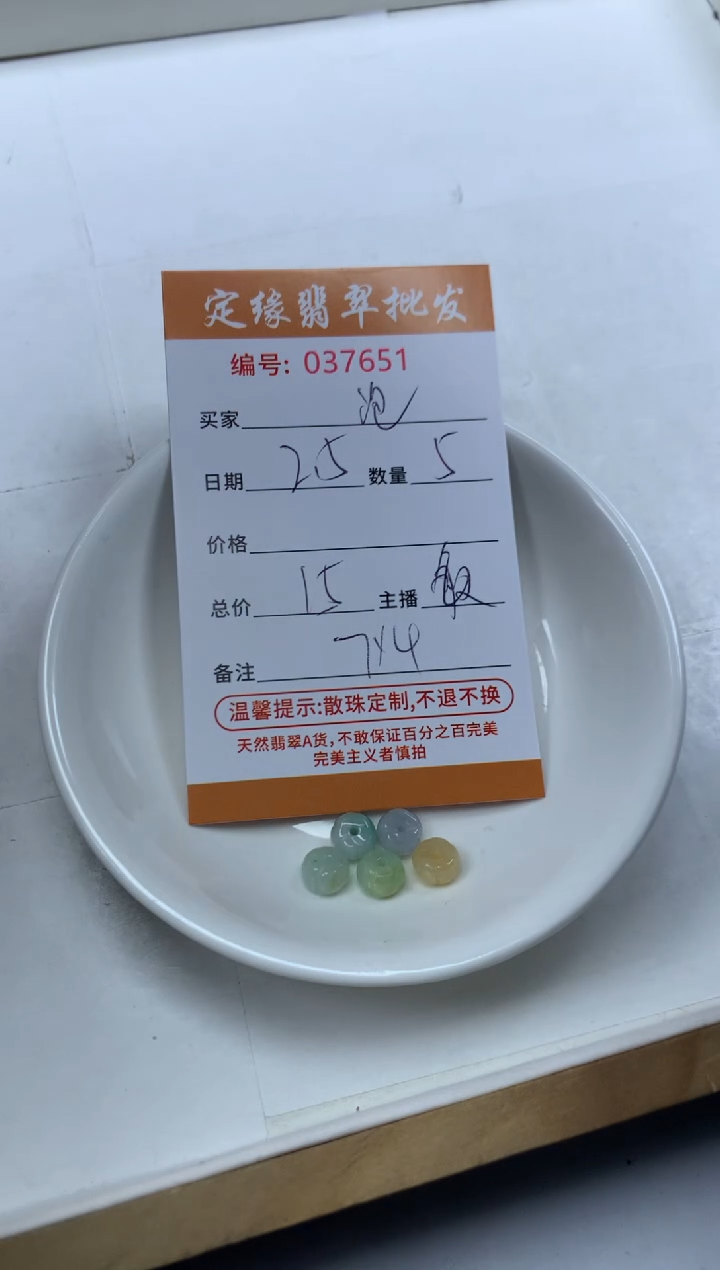 定缘翡翠批发
编号: 037651
买家 泡
日期 25 数量 5
价格
总价 15 主播
备注 7×4
温馨提示:散珠定制,不退不换
天然翡翠A货,不敢保证百分之百完美
完美主义者慎拍